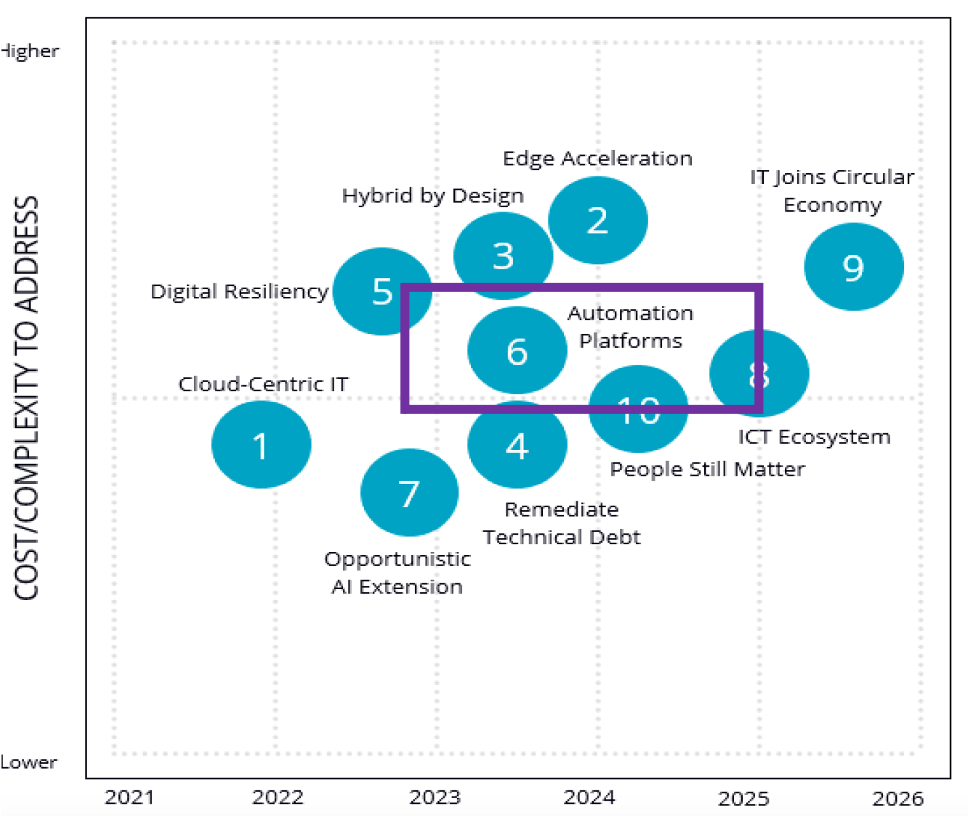 Higher
Edge Acceleration
IT Joins Circular
Economy
Hybrid by Design
2
3
9
Digital Resiliency
5
Automation
Platforms
6
8
Cloud-Centric IT
10
1
4
ICT Ecosystem
People Still Matter
7
Remediate
Technical Debt
Opportunistic
AI Extension
COST/COMPLEXITY TO ADDRESS
Lower
2021 2022 2023 2024 2025 2026